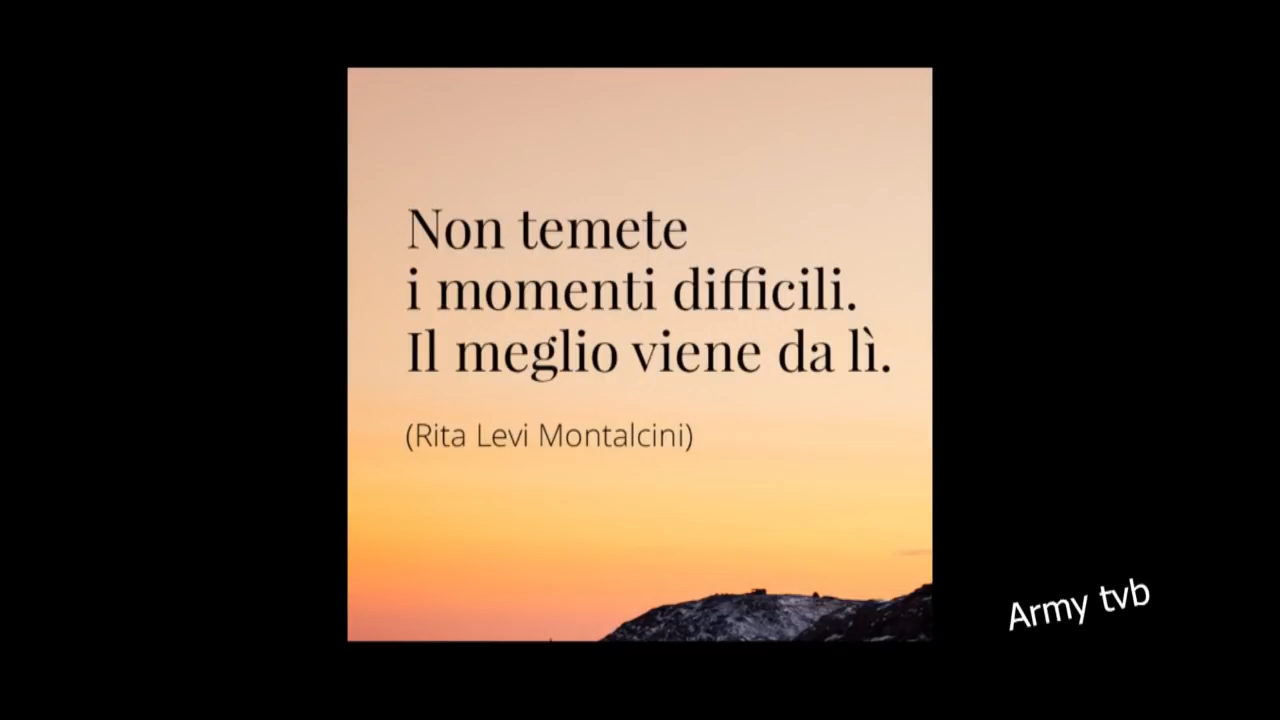 Non temete
i momenti difficili.
Il meglio viene da lì.
(Rita Levi Montalcini)
Army tvb